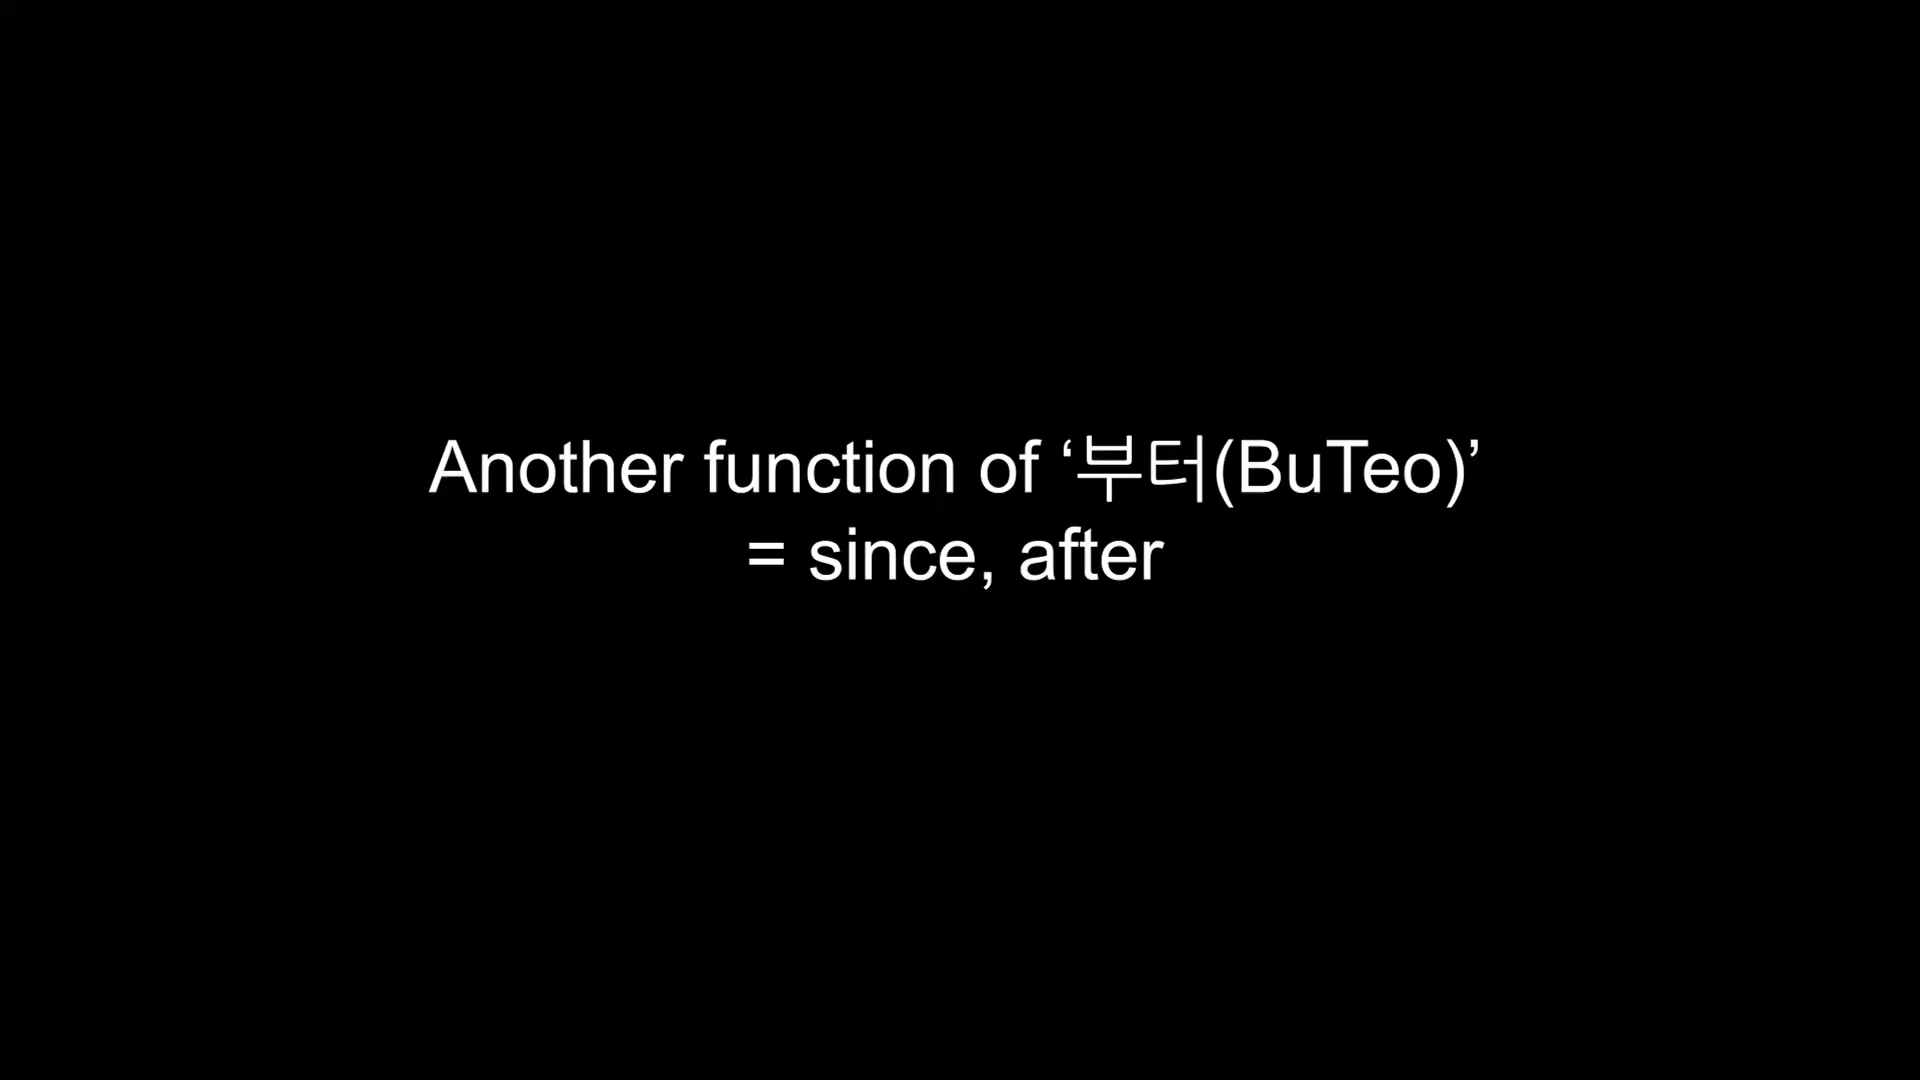 Another function of ‘부터(BuTeo)’
= since, after